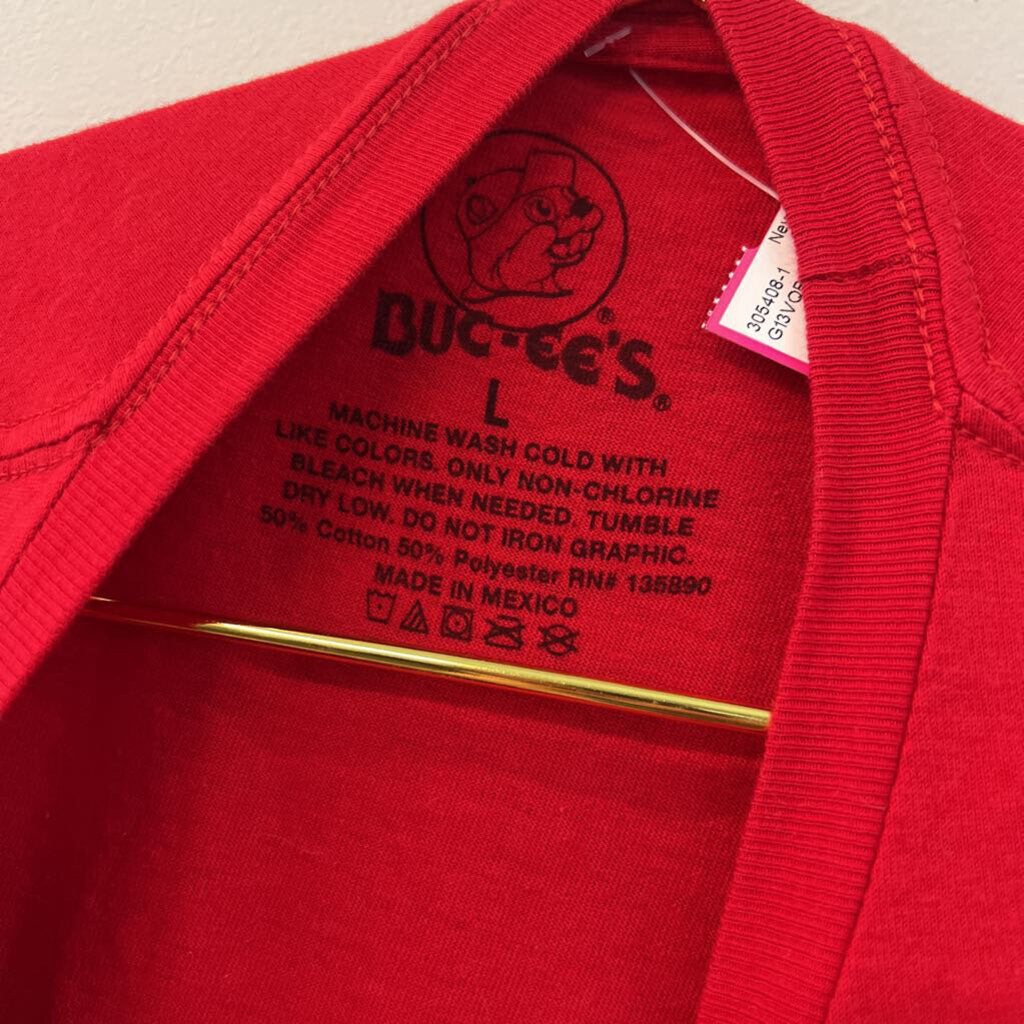 BUC-EE'S®
®
L
MACHINE WASH COLD WITH
LIKE COLORS. ONLY NON-CHLORINE
BLEACH WHEN NEEDED. TUMBLE
DRY LOW. DO NOT IRON GRAPHIC.
50% Cotton 50% Polyester RN# 135890
MADE IN MEXICO
305408-1